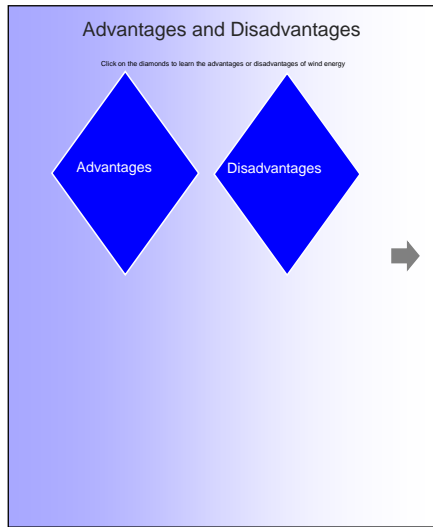 Advantages and Disadvantages
Click on the diamonds to learn the advantages or disadvantages of wind energy
Advantages
Disadvantages